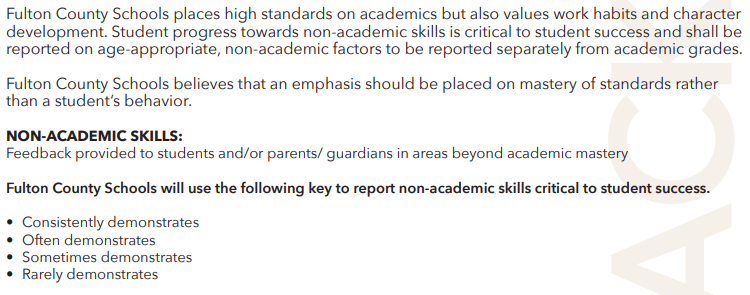 Fulton County Schools places high standards on academics but also values work habits and character
development. Student progress towards non-academic skills is critical to student success and shall be
reported on age-appropriate, non-academic factors to be reported separately from academic grades.
Fulton County Schools believes that an emphasis should be placed on mastery of standards rather
than a student's behavior.
NON-ACADEMIC SKILLS:
Feedback provided to students and/or parents/ guardians in areas beyond academic mastery
Fulton County Schools will use the following key to report non-academic skills critical to student success.
• Consistently demonstrates
• Often demonstrates
• Sometimes demonstrates
• Rarely demonstrates
ACK